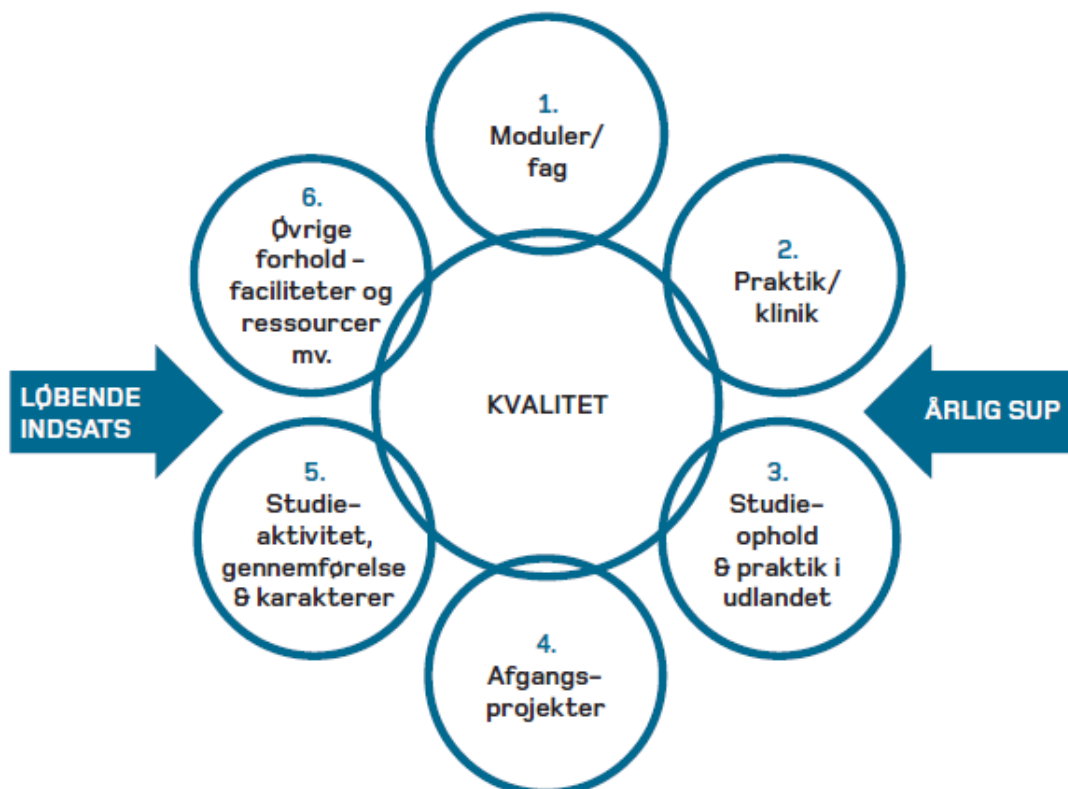 1.
Moduler/
fag
2.
Praktik/
klinik
3.
Studie-
ophold
& praktik i
udlandet
4.
Afgangs-
projekter
5.
Studie-
aktivitet,
gennemførelse
& karakterer
6.
Øvrige
forhold –
faciliteter og
ressourcer
mv.
KVALITET
LØBENDE
INDSATS
ÅRLIG SUP